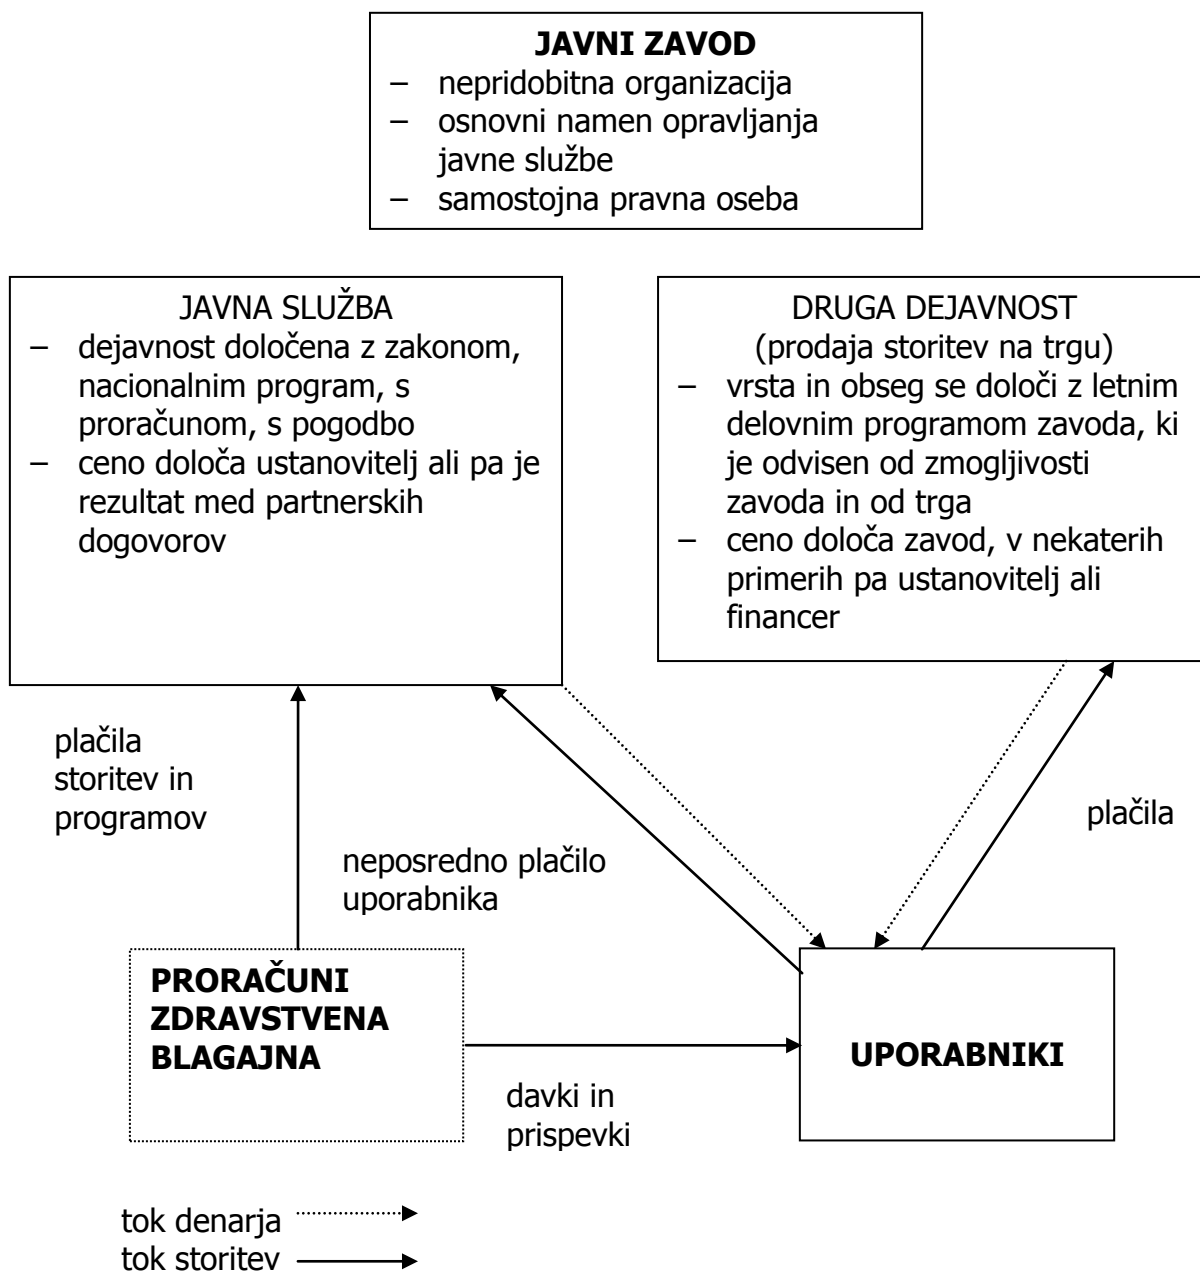 JAVNI ZAVOD
– nepridobitna organizacija
– osnovni namen opravljanja
javne službe
– samostojna pravna oseba
JAVNA SLUŽBA
– dejavnost določena z zakonom,
nacionalnim program, s
proračunom, s pogodbo
– ceno določa ustanovitelj ali pa je
rezultat med partnerskih
dogovorov
DRUGA DEJAVNOST
(prodaja storitev na trgu)
– vrsta in obseg se določi z letnim
delovnim programom zavoda, ki
je odvisen od zmogljivosti
zavoda in od trga
– ceno določa zavod, v nekaterih
primerih pa ustanovitelj ali
financer
plačila
storitev in
programov
neposredno plačilo
uporabnika
plačila
PRORAČUNI
ZDRAVSTVENA
BLAGAJNA
UPORABNIKI
davki in
prispevki
tok denarja
tok storitev